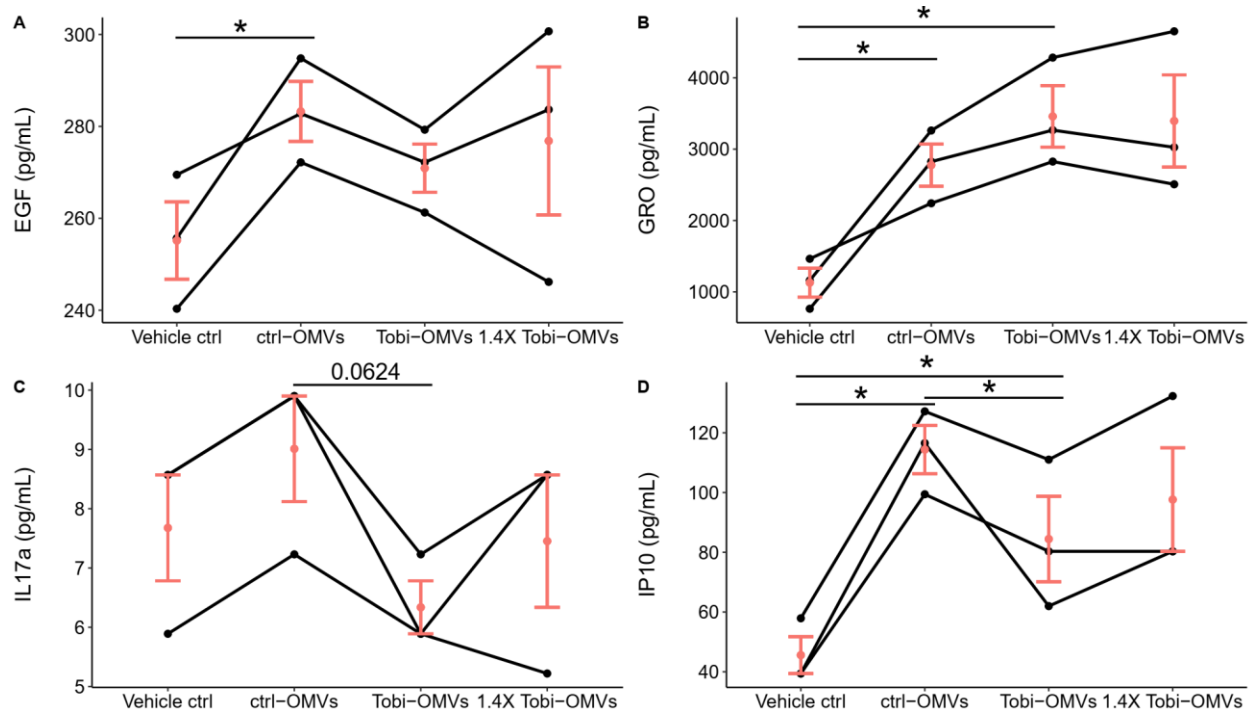 A
EGF (pg/mL)
300
280
260
240
*
Vehicle ctrl ctrl−OMVs Tobi−OMVs 1.4X Tobi−OMVs
B
GRO (pg/mL)
4000
3000
2000
1000
*
*
Vehicle ctrl ctrl−OMVs Tobi−OMVs 1.4X Tobi−OMVs
C
IL17a (pg/mL)
10
9
8
7
6
5
0.0624
Vehicle ctrl ctrl−OMVs Tobi−OMVs 1.4X Tobi−OMVs
D
IP10 (pg/mL)
120
100
80
60
40
*
* *
Vehicle ctrl ctrl−OMVs Tobi−OMVs 1.4X Tobi−OMVs